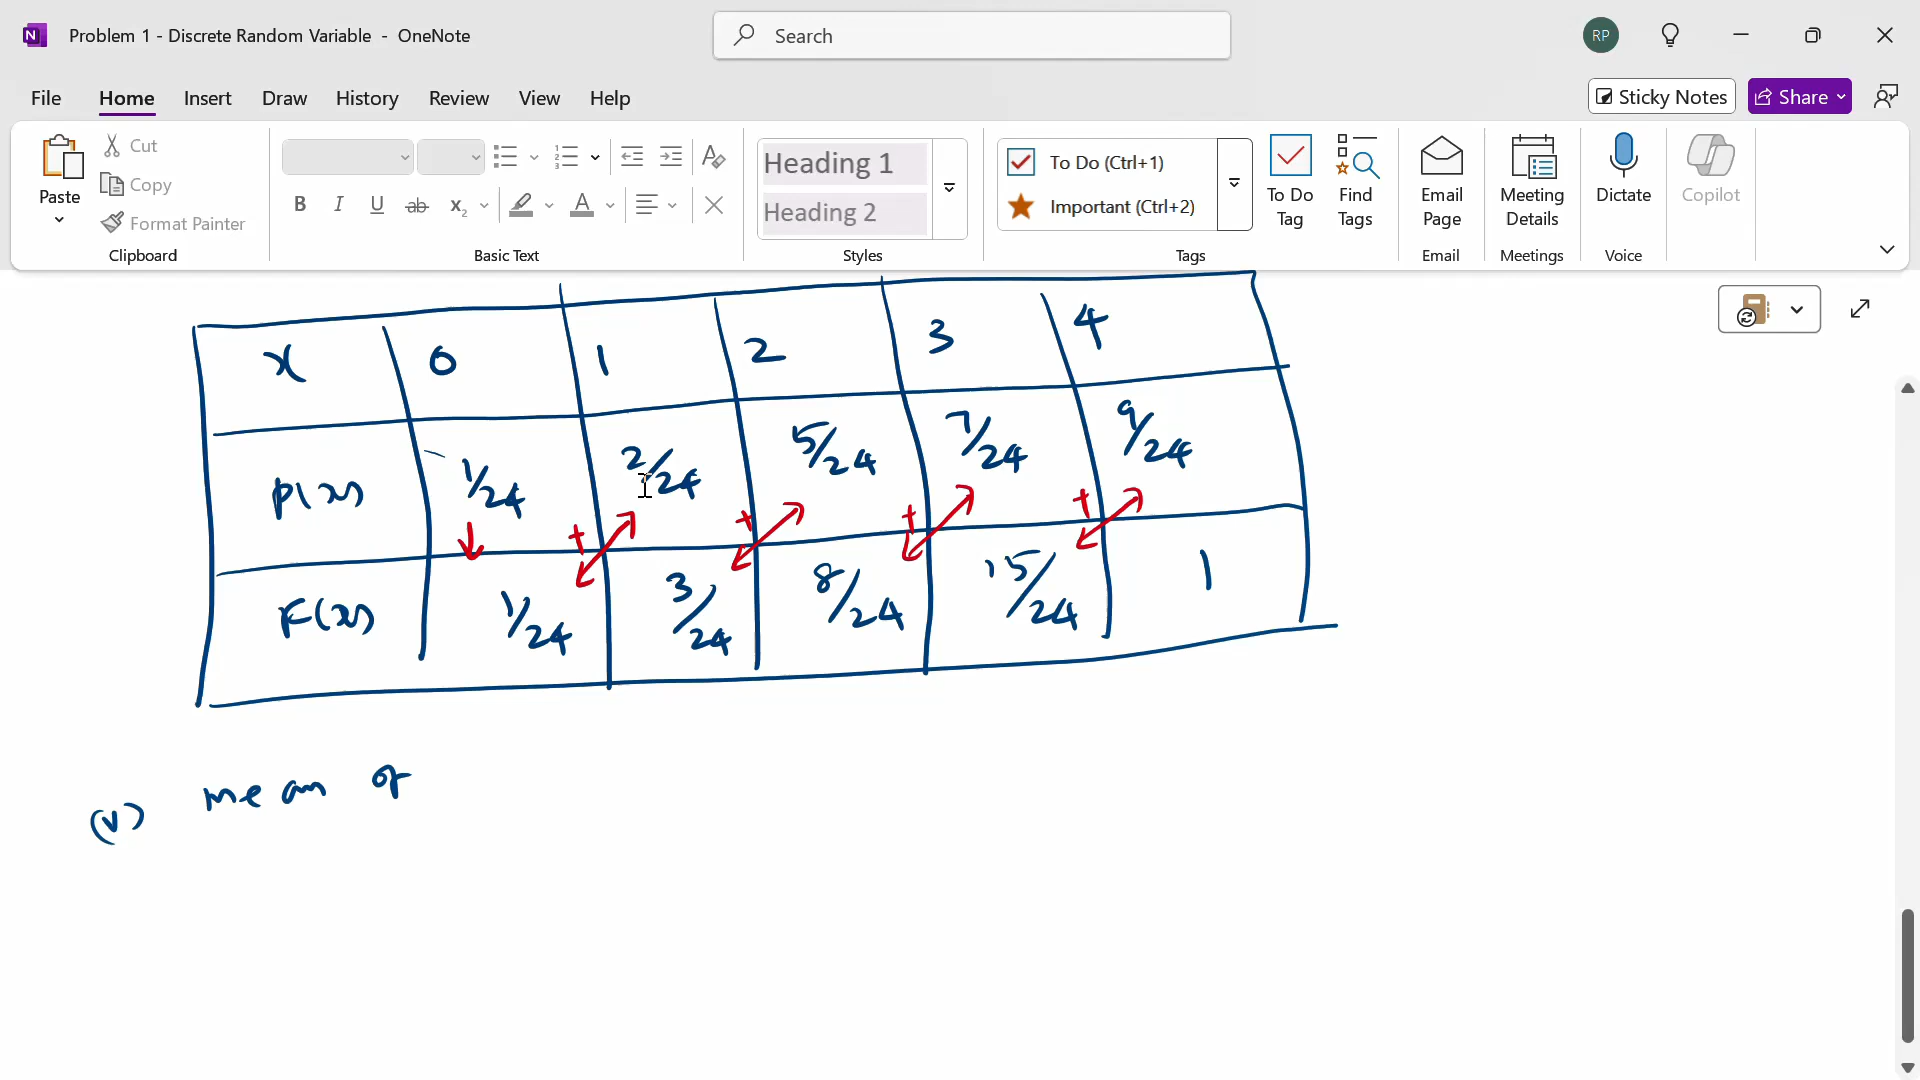 Problem 1 - Discrete Random Variable - OneNote
Search
RP
File Home Insert Draw History Review View Help
Sticky Notes
Share
Paste
Cut
Copy
Format Painter
Clipboard
B I U ab x₂ A
Basic Text
Heading 1
Heading 2
Styles
To Do (Ctrl+1)
Important (Ctrl+2)
To Do Tag
Find Tags
Tags
Email Page
Email
Meeting Details
Meetings
Dictate
Voice
Copilot
x 0 1 2 3 4
p(x) 1/24 2/24 5/24 7/24 9/24
+ + + +
F(x) 1/24 3/24 8/24 15/24 1
(v) mean of